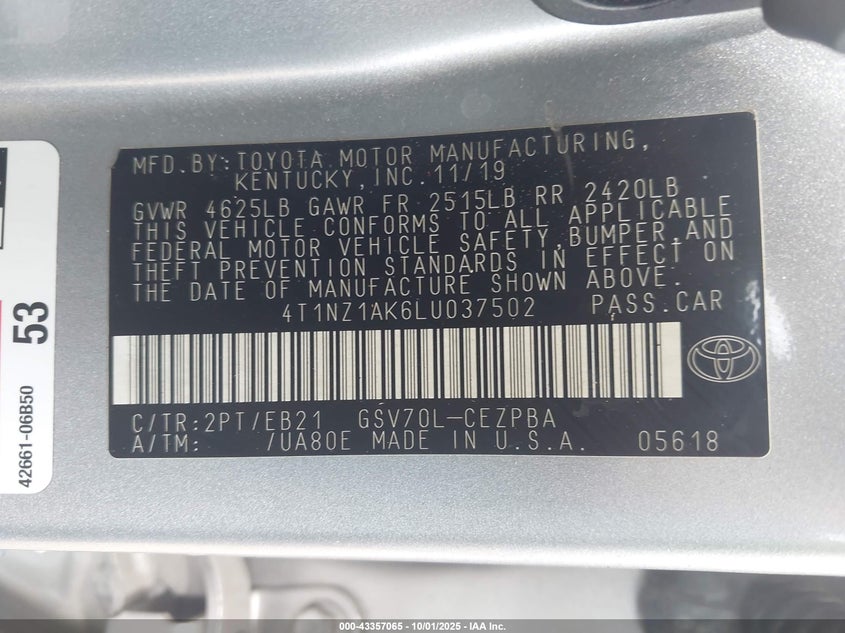 MFD.BY:TOYOTA MOTOR MANUFACTURING,
KENTUCKY,INC.11/19
GVWR 4625LB GAWR FR 2515LB RR 2420LB
THIS VEHICLE CONFORMS TO ALL APPLICABLE
FEDERAL MOTOR VEHICLE SAFETY,BUMPER,AND
THEFT PREVENTION STANDARDS IN EFFECT ON
THE DATE OF MANUFACTURE SHOWN ABOVE.
4T1NZ1AK6LU037502 PASS.CAR
C/TR:2PT/EB21 GSV70L-CEZPBA
A/TM: /UA80E MADE IN U.S.A. 05618
53
42661-06B50
000-43357065 - 10/01/2025 - IAA Inc.